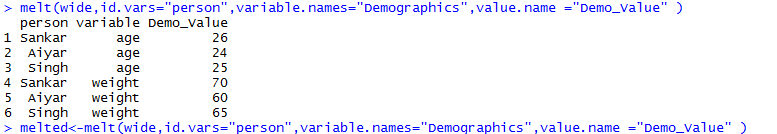 > melt(wide,id.vars="person",variable.names="Demographics",value.name ="Demo_Value" )
person variable Demo_Value
1 Sankar age 26
2 Aiyar age 24
3 Singh age 25
4 Sankar weight 70
5 Aiyar weight 60
6 Singh weight 65
> melted<-melt(wide,id.vars="person",variable.names="Demographics",value.name ="Demo_Value" )